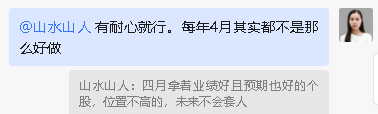 @山水山人 有耐心就行。每年4月其实都不是那
么好做
山水山人：四月拿着业绩好且预期也好的个
股，位置不高的，未来不会套人